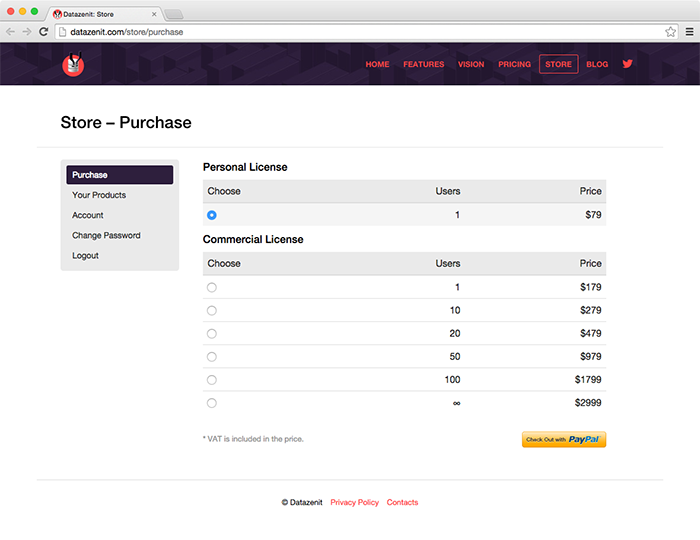 Datazenit: Store
datazenit.com/store/purchase
HOME FEATURES VISION PRICING STORE BLOG
Store – Purchase
Purchase
Your Products
Account
Change Password
Logout
Personal License
Choose Users Price
1 $79
Commercial License
Choose Users Price
1 $179
10 $279
20 $479
50 $979
100 $1799
∞ $2999
* VAT is included in the price.
Check Out with PayPal
© Datazenit Privacy Policy Contacts